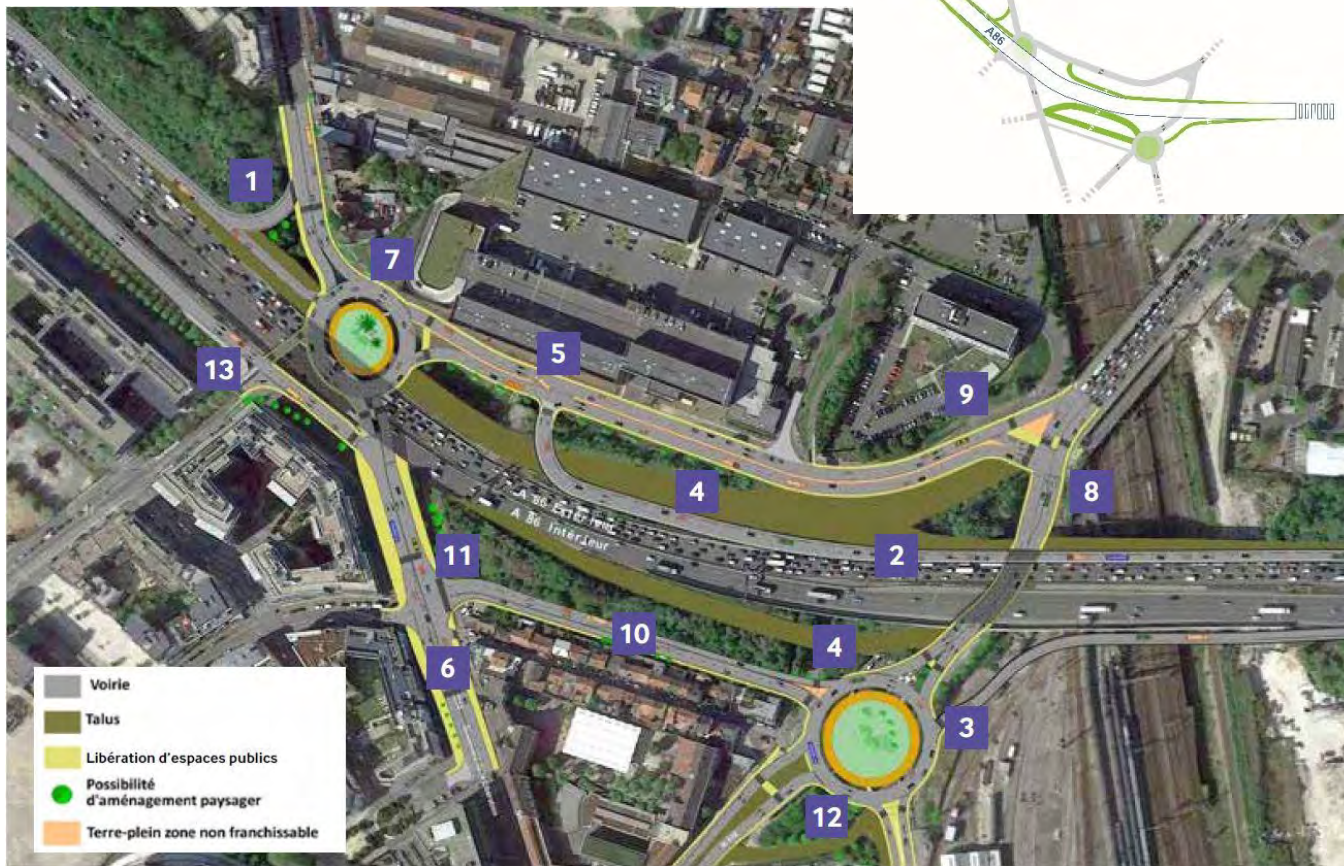 A86
1
7
13
5
9
4
8
A 86 Extérieur
A 86 Intérieur
2
11
10
4
6
3
12
Voirie
Talus
Libération d'espaces publics
Possibilité
d'aménagement paysager
Terre-plein zone non franchissable